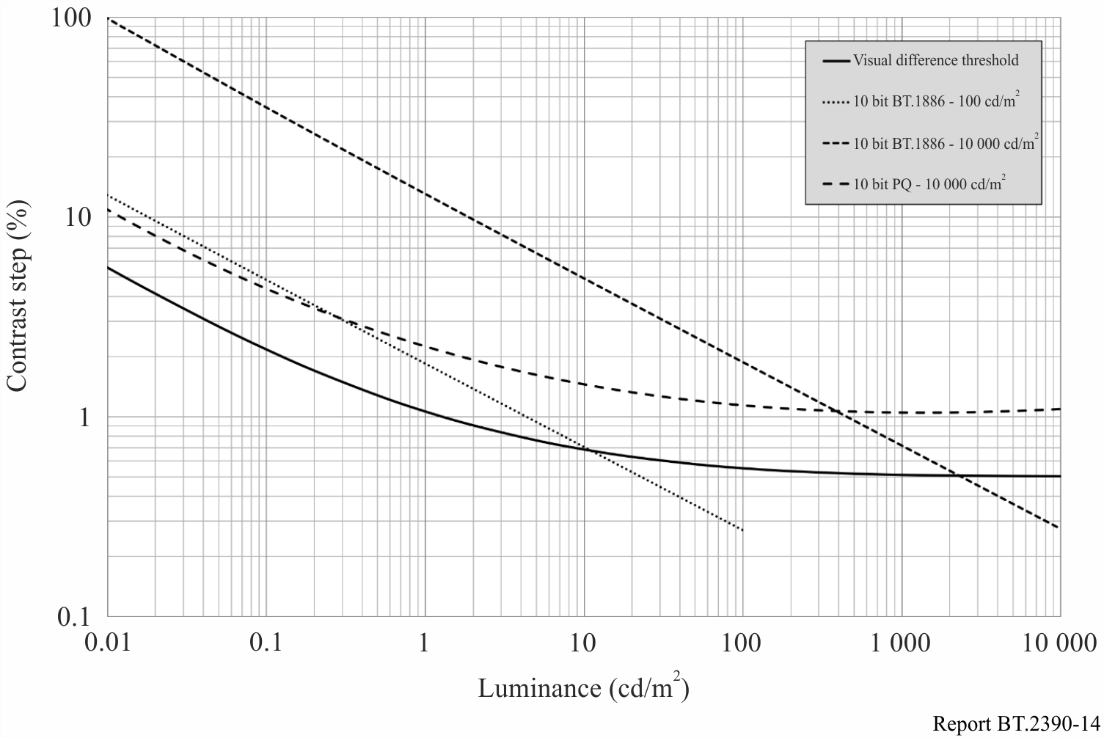 100
10
1
0.1
Contrast step (%)
Visual difference threshold
10 bit BT.1886 - 100 cd/m²
10 bit BT.1886 - 10 000 cd/m²
10 bit PQ - 10 000 cd/m²
0.01 0.1 1 10 100 1 000 10 000
Luminance (cd/m²)
Report BT.2390-14